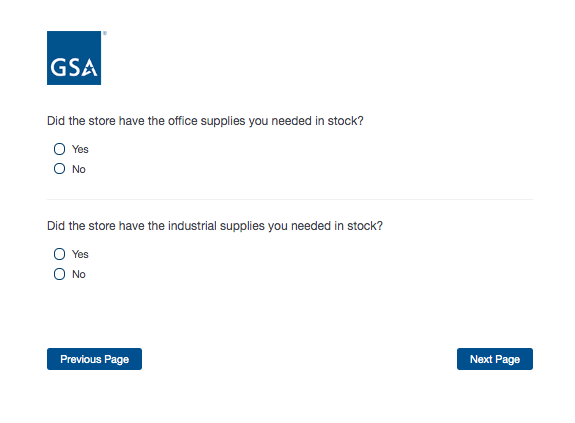 GSA
Did the store have the office supplies you needed in stock?
Yes
No
Did the store have the industrial supplies you needed in stock?
Yes
No
Previous Page
Next Page